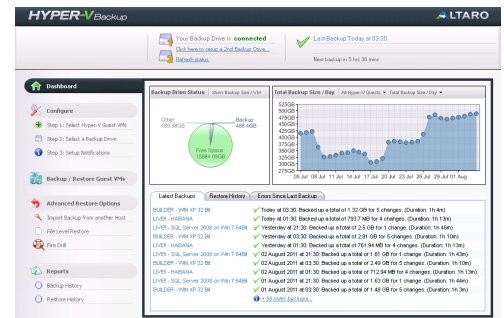 HYPER-V Backup
ALTARO
Your Backup Drive is connected
Click here to setup a 2nd Backup Drive...
Refresh status
Last Backup Today at 03:30
Next backup in 5 hr 36 mins
Dashboard
Configure
Step 1: Select Hyper-V Guest VMs
Step 2: Select a Backup Drive
Step 3: Setup Notifications
Backup / Restore Guest VMs
Advanced Restore Options
Import Backup from another Host
File Level Restore
Fire Drill
Reports
Backup History
Restore History
Backup Drive Status
Show Backup Size / VM
Other:
189.98GB
Backup:
488.4GB
Free Space:
15684.09GB
Total Backup Size / Day
All Hyper-V Guests
Total Backup Size / Day
525GB
500GB
475GB
450GB
425GB
400GB
375GB
350GB
325GB
300GB
275GB
05 Jul 08 Jul 11 Jul 14 Jul 17 Jul 20 Jul 23 Jul 26 Jul 29 Jul 01 Aug
Latest Backups
Restore History
Errors Since Last Backup
BUILDER - WIN XP 32 Bit Today at 03:30: Backed up a total of 1.32 GB for 5 changes. (Duration: 1h 4m)
LIVE1 - HABANA Today at 01:30: Backed up a total of 793.7 MB for 4 changes. (Duration: 1h 13m)
LIVE8 - SQL Server 2008 on Win 7 64Bit Yesterday at 21:30: Backed up a total of 2.5 GB for 1 change. (Duration: 1h 46m)
BUILDER - WIN XP 32 Bit Yesterday at 03:30: Backed up a total of 2.91 GB for 5 changes. (Duration: 1h 10m)
LIVE1 - HABANA Yesterday at 01:30: Backed up a total of 761.94 MB for 4 changes. (Duration: 1h 13m)
LIVE8 - SQL Server 2008 on Win 7 64Bit 02 August 2011 at 21:30: Backed up a total of 1.61 GB for 1 change. (Duration: 1h 43m)
BUILDER - WIN XP 32 Bit 02 August 2011 at 03:30: Backed up a total of 2.49 GB for 5 changes. (Duration: 1h 10m)
LIVE1 - HABANA 02 August 2011 at 01:30: Backed up a total of 712.94 MB for 4 changes. (Duration: 1h 13m)
LIVE8 - SQL Server 2008 on Win 7 64Bit 01 August 2011 at 21:30: Backed up a total of 1.63 GB for 1 change. (Duration: 1h 44m)
BUILDER - WIN XP 32 Bit 01 August 2011 at 03:30: Backed up a total of 1.48 GB for 5 changes. (Duration: 1h 3m)
older backups...